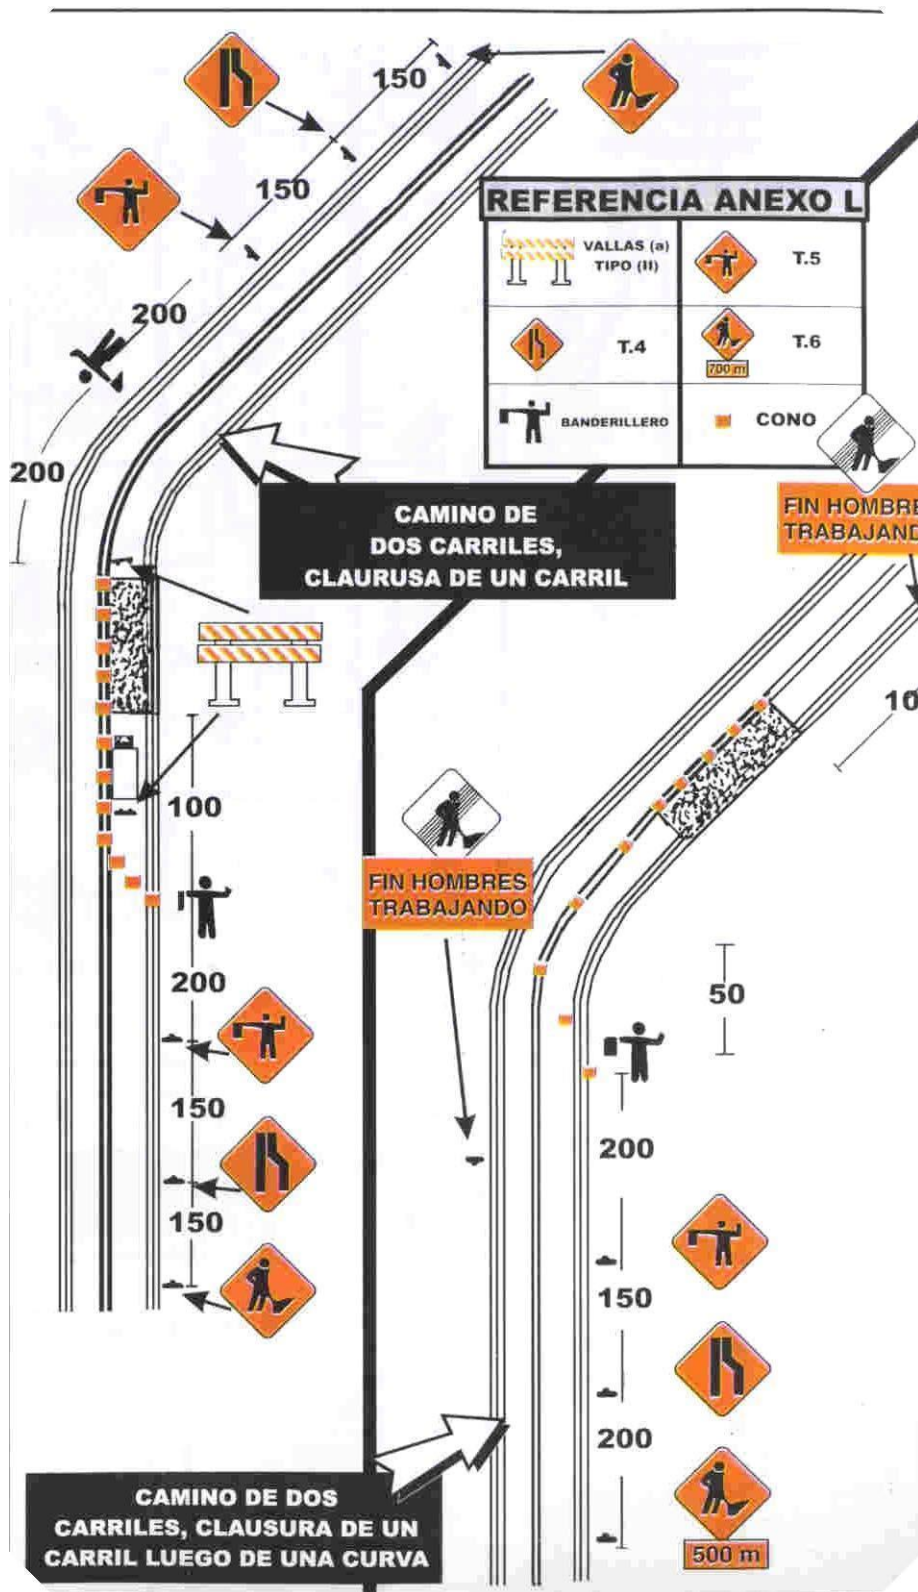 150
150
200
200
REFERENCIA ANEXO L
VALLAS (a)
TIPO (II)
T.5
T.4
T.6
700 m
BANDERILLERO
CONO
CAMINO DE
DOS CARRILES,
CLAURUSA DE UN CARRIL
FIN HOMBRE
TRABAJAND
10
100
200
150
150
FIN HOMBRES
TRABAJANDO
50
200
150
200
500 m
CAMINO DE DOS
CARRILES, CLAUSURA DE UN
CARRIL LUEGO DE UNA CURVA